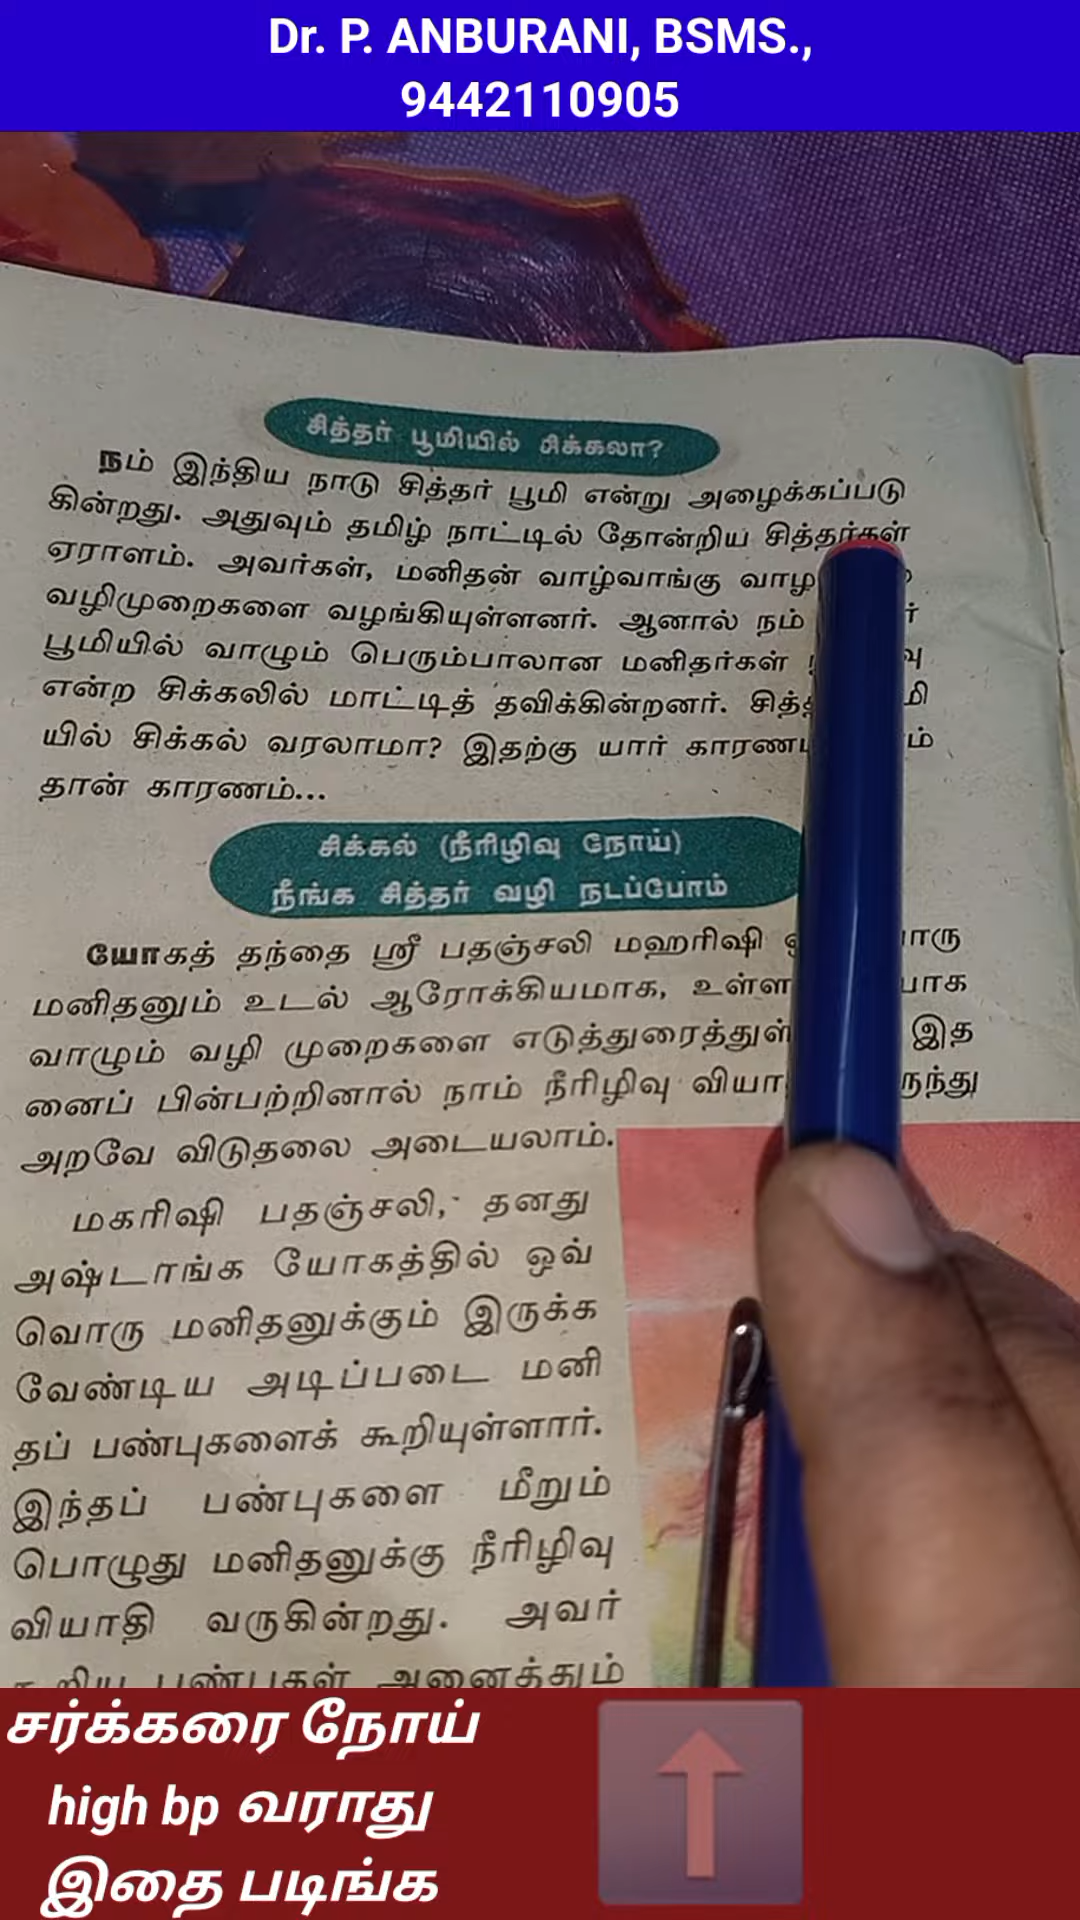 Dr. P. ANBURANI, BSMS.,
9442110905
சித்தர் பூமியில் சிக்கலா?
நம் இந்திய நாடு சித்தர் பூமி என்று அழைக்கப்படு
கின்றது. அதுவும் தமிழ் நாட்டில் தோன்றிய சித்தர்கள்
ஏராளம். அவர்கள், மனிதன் வாழ்வாங்கு
வழிமுறைகளை வழங்கியுள்ளனர். ஆனால் நம்
பூமியில் வாழும் பெரும்பாலான மனிதர்கள்
என்ற சிக்கலில் மாட்டித் தவிக்கின்றனர்.
யில் சிக்கல் வரலாமா? இதற்கு யார்
தான் காரணம்...
சிக்கல் (நீரிழிவு நோய்)
நீங்க சித்தர் வழி நடப்போம்
யோகத் தந்தை ஸ்ரீ பதஞ்சலி மஹரிஷி
மனிதனும் உடல் ஆரோக்கியமாக,
வாழும் வழி முறைகளை இத
னைப் பின்பற்றினால் நாம் நீரிழிவு
அறவே விடுதலை அடையலாம்.
மகரிஷி பதஞ்சலி, தனது
அஷ்டாங்க யோகத்தில் ஒவ்
வொரு மனிதனுக்கும் இருக்க
வேண்டிய அடிப்படை மனி
தப் பண்புகளைக் கூறியுள்ளார்.
இந்தப் பண்புகளை மீறும்
பொழுது மனிதனுக்கு நீரிழிவு
வியாதி வருகின்றது. அவர்
பண்புகள் அனைத்தும்
சர்க்கரை நோய்
high bp வராது
இதை படிங்க